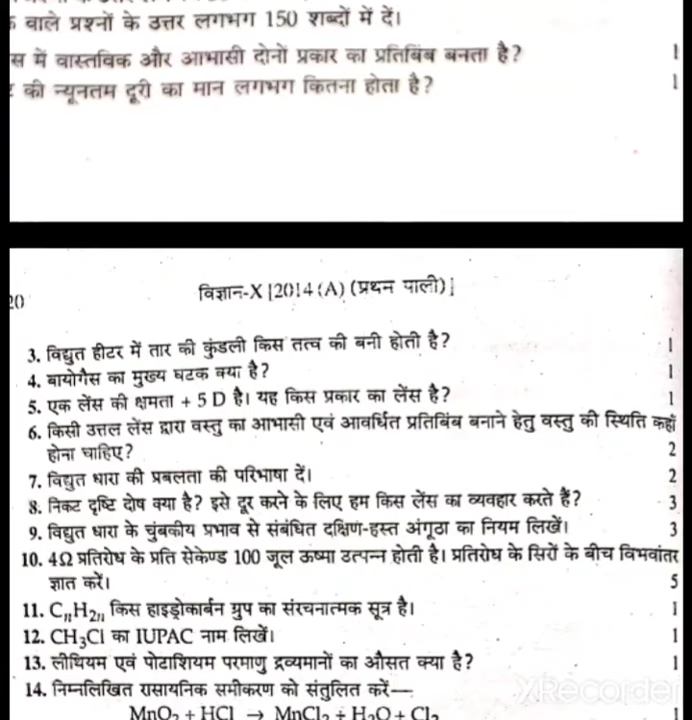 वाले प्रश्नों के उत्तर लगभग 150 शब्दों में दें।
स में वास्तविक और आभासी दोनों प्रकार का प्रतिबिंब बनता है? 1
की न्यूनतम दूरी का मान लगभग कितना होता है? 1
20 विज्ञान-X [2014 (A) (प्रथन पाली)]
3. विद्युत हीटर में तार की कुंडली किस तत्व की बनी होती है? 1
4. बायोगैस का मुख्य घटक क्या है? 1
5. एक लेंस की क्षमता + 5 D है। यह किस प्रकार का लेंस है? 1
6. किसी उत्तल लेंस द्वारा वस्तु का आभासी एवं आवर्धित प्रतिबिंब बनाने हेतु वस्तु की स्थिति कहाँ
होना चाहिए? 2
7. विद्युत धारा की प्रबलता की परिभाषा दें। 2
8. निकट दृष्टि दोष क्या है? इसे दूर करने के लिए हम किस लेंस का व्यवहार करते हैं? 3
9. विद्युत धारा के चुंबकीय प्रभाव से संबंधित दक्षिण-हस्त अंगूठा का नियम लिखें। 3
10. 4Ω प्रतिरोध के प्रति सेकेण्ड 100 जूल ऊष्मा उत्पन्न होती है। प्रतिरोध के सिरों के बीच विभवांतर
ज्ञात करें। 5
11. CₙH₂ₙ किस हाइड्रोकार्बन ग्रुप का संरचनात्मक सूत्र है। 1
12. CH₃Cl का IUPAC नाम लिखें। 1
13. लीथियम एवं पोटाशियम परमाणु द्रव्यमानों का औसत क्या है? 1
14. निम्नलिखित रासायनिक समीकरण को संतुलित करें—
MnO₂ + HCl → MnCl₂ + H₂O + Cl₂ 1
XRecorder